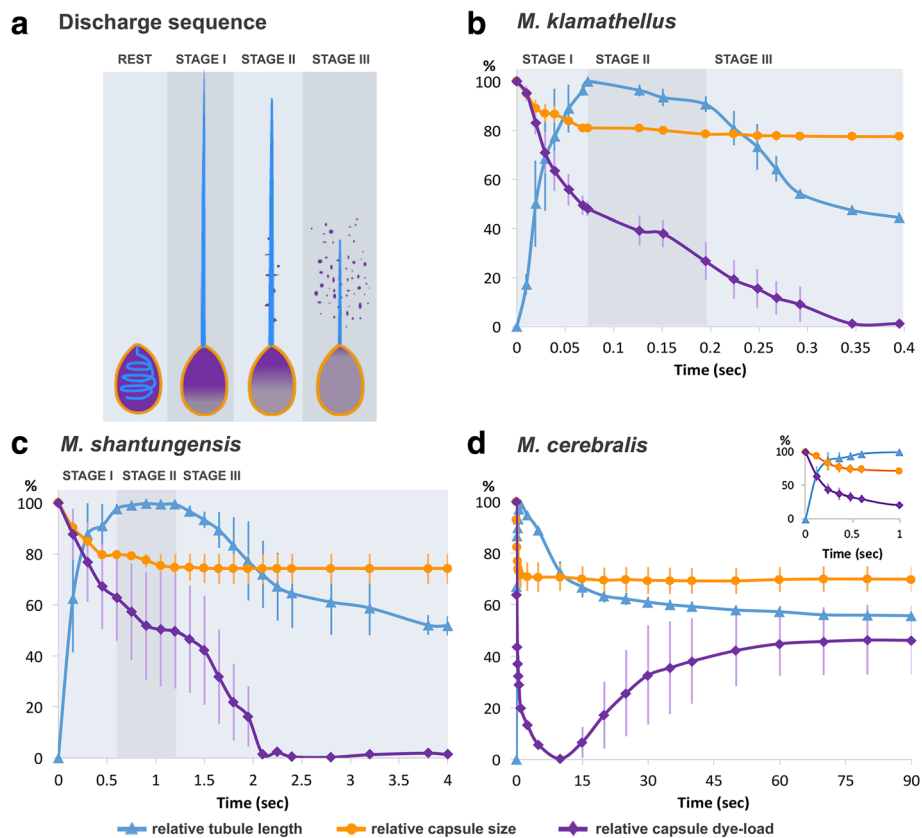 a Discharge sequence
REST STAGE I STAGE II STAGE III
b M. klamathellus
% STAGE I STAGE II STAGE III
100
80
60
40
20
0
0 0.05 0.1 0.15 0.2 0.25 0.3 0.35 0.4
Time (sec)
c M. shantungensis
% STAGE I STAGE II STAGE III
100
80
60
40
20
0
0 0.5 1 1.5 2 2.5 3 3.5 4
Time (sec)
d M. cerebralis
%
100
80
60
40
20
0
0 15 30 45 60 75 90
Time (sec)
%
100
50
0
0 0.5 1
Time (sec)
relative tubule length relative capsule size relative capsule dye-load